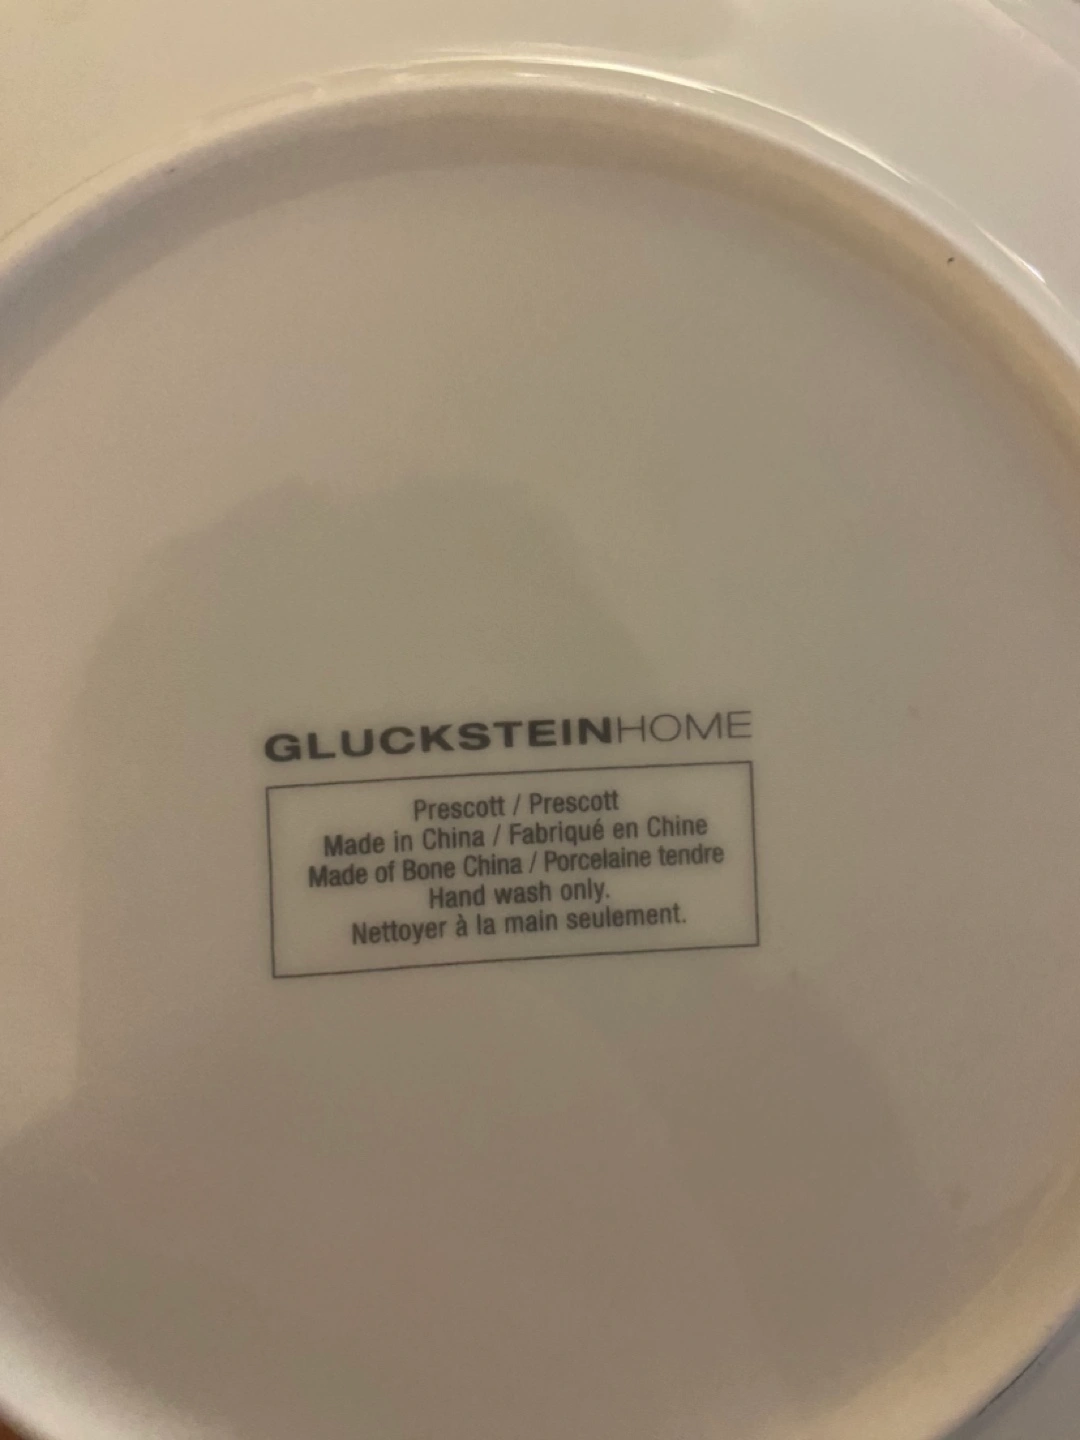 GLUCKSTEINHOME
Prescott / Prescott
Made in China / Fabriqué en Chine
Made of Bone China / Porcelaine tendre
Hand wash only.
Nettoyer à la main seulement.